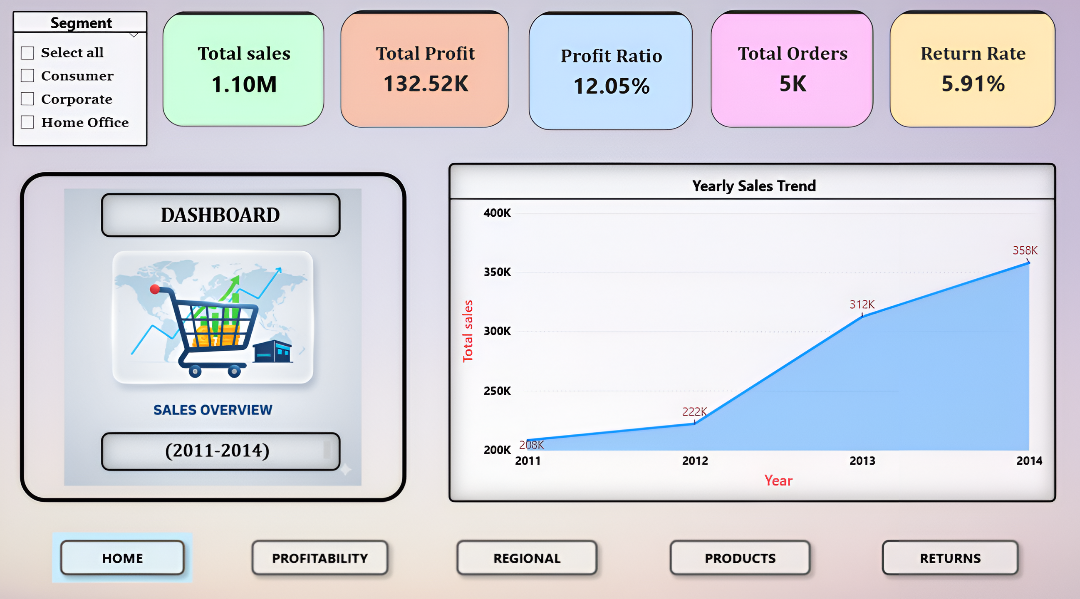 Segment
Select all
Consumer
Corporate
Home Office
Total sales
1.10M
Total Profit
132.52K
Profit Ratio
12.05%
Total Orders
5K
Return Rate
5.91%
DASHBOARD
SALES OVERVIEW
(2011-2014)
Yearly Sales Trend
Total sales
400K
350K
300K
250K
200K
208K
222K
312K
358K
2011 2012 2013 2014
Year
HOME PROFITABILITY REGIONAL PRODUCTS RETURNS